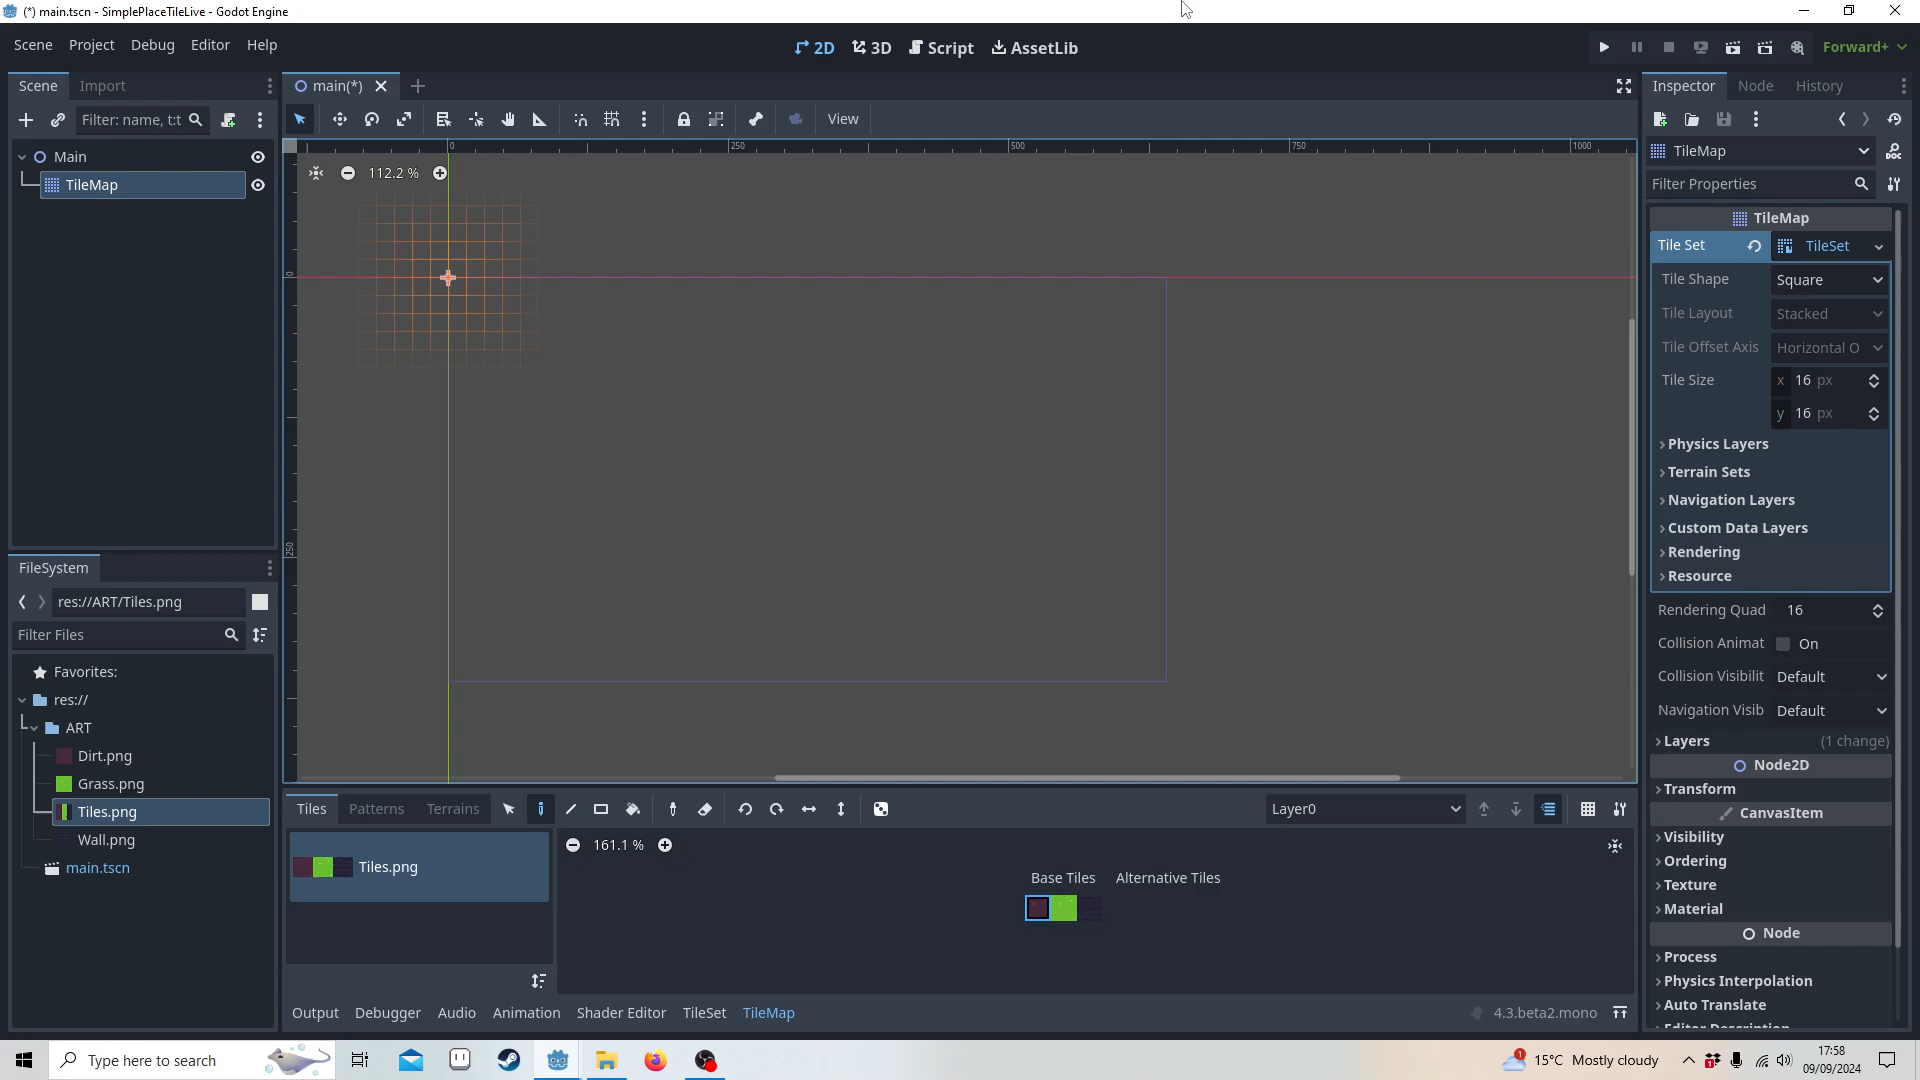 (*) main.tscn - SimplePlaceTileLive - Godot Engine
Scene Project Debug Editor Help
2D 3D Script AssetLib
Forward+
Scene Import
main(*)
Inspector Node History
Filter: name, t:t
View
Main
TileMap
112.2 %
0
250
500
750
1000
0
250
TileMap
Filter Properties
TileMap
Tile Set TileSet
Tile Shape Square
Tile Layout Stacked
Tile Offset Axis Horizontal O
Tile Size x 16 px
y 16 px
Physics Layers
Terrain Sets
Navigation Layers
Custom Data Layers
Rendering
Resource
Rendering Quad 16
Collision Animat On
Collision Visibilit Default
Navigation Visib Default
Layers (1 change)
Node2D
Transform
CanvasItem
Visibility
Ordering
Texture
Material
Node
Process
Physics Interpolation
Auto Translate
Editor Description
FileSystem
res://ART/Tiles.png
Filter Files
Favorites:
res://
ART
Dirt.png
Grass.png
Tiles.png
Wall.png
main.tscn
Tiles Patterns Terrains
Layer0
Tiles.png
161.1 %
Base Tiles Alternative Tiles
Output Debugger Audio Animation Shader Editor TileSet TileMap
4.3.beta2.mono
Type here to search
1
15°C Mostly cloudy
17:58
09/09/2024